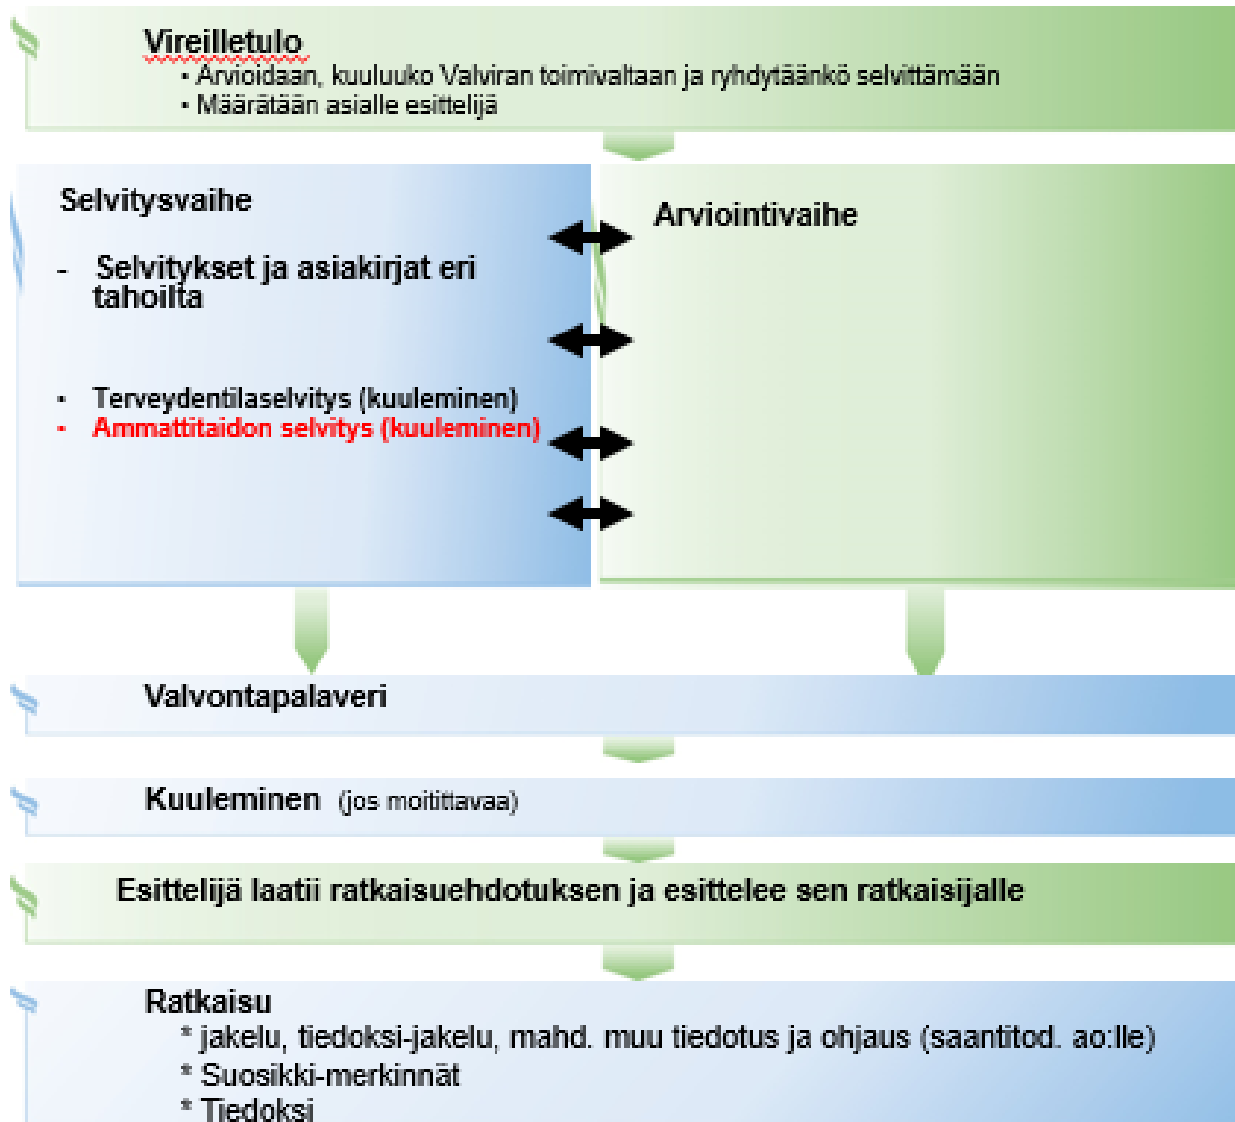 Vireilletulo
▪ Arvioidaan, kuuluuko Valviran toimivaltaan ja ryhdytäänkö selvittämään
▪ Määrätään asialle esittelijä
Selvitysvaihe
- Selvitykset ja asiakirjat eri
tahoilta
▪ Terveydentilaselvitys (kuuleminen)
▪ Ammattitaidon selvitys (kuuleminen)
Arviointivaihe
Valvontapalaveri
Kuuleminen (jos moitittavaa)
Esittelijä laatii ratkaisuehdotuksen ja esittelee sen ratkaisijalle
Ratkaisu
* jakelu, tiedoksi-jakelu, mahd. muu tiedotus ja ohjaus (saantitod. ao:lle)
* Suosikki-merkinnät
* Tiedoksi